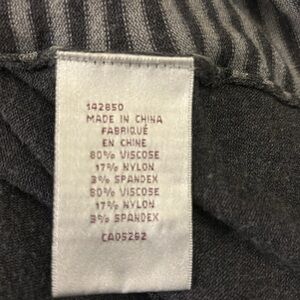 142850
MADE IN CHINA
FABRIQUÉ
EN CHINE
80% VISCOSE
17% NYLON
3% SPANDEX
80% VISCOSE
17% NYLON
3% SPANDEX
CA05262